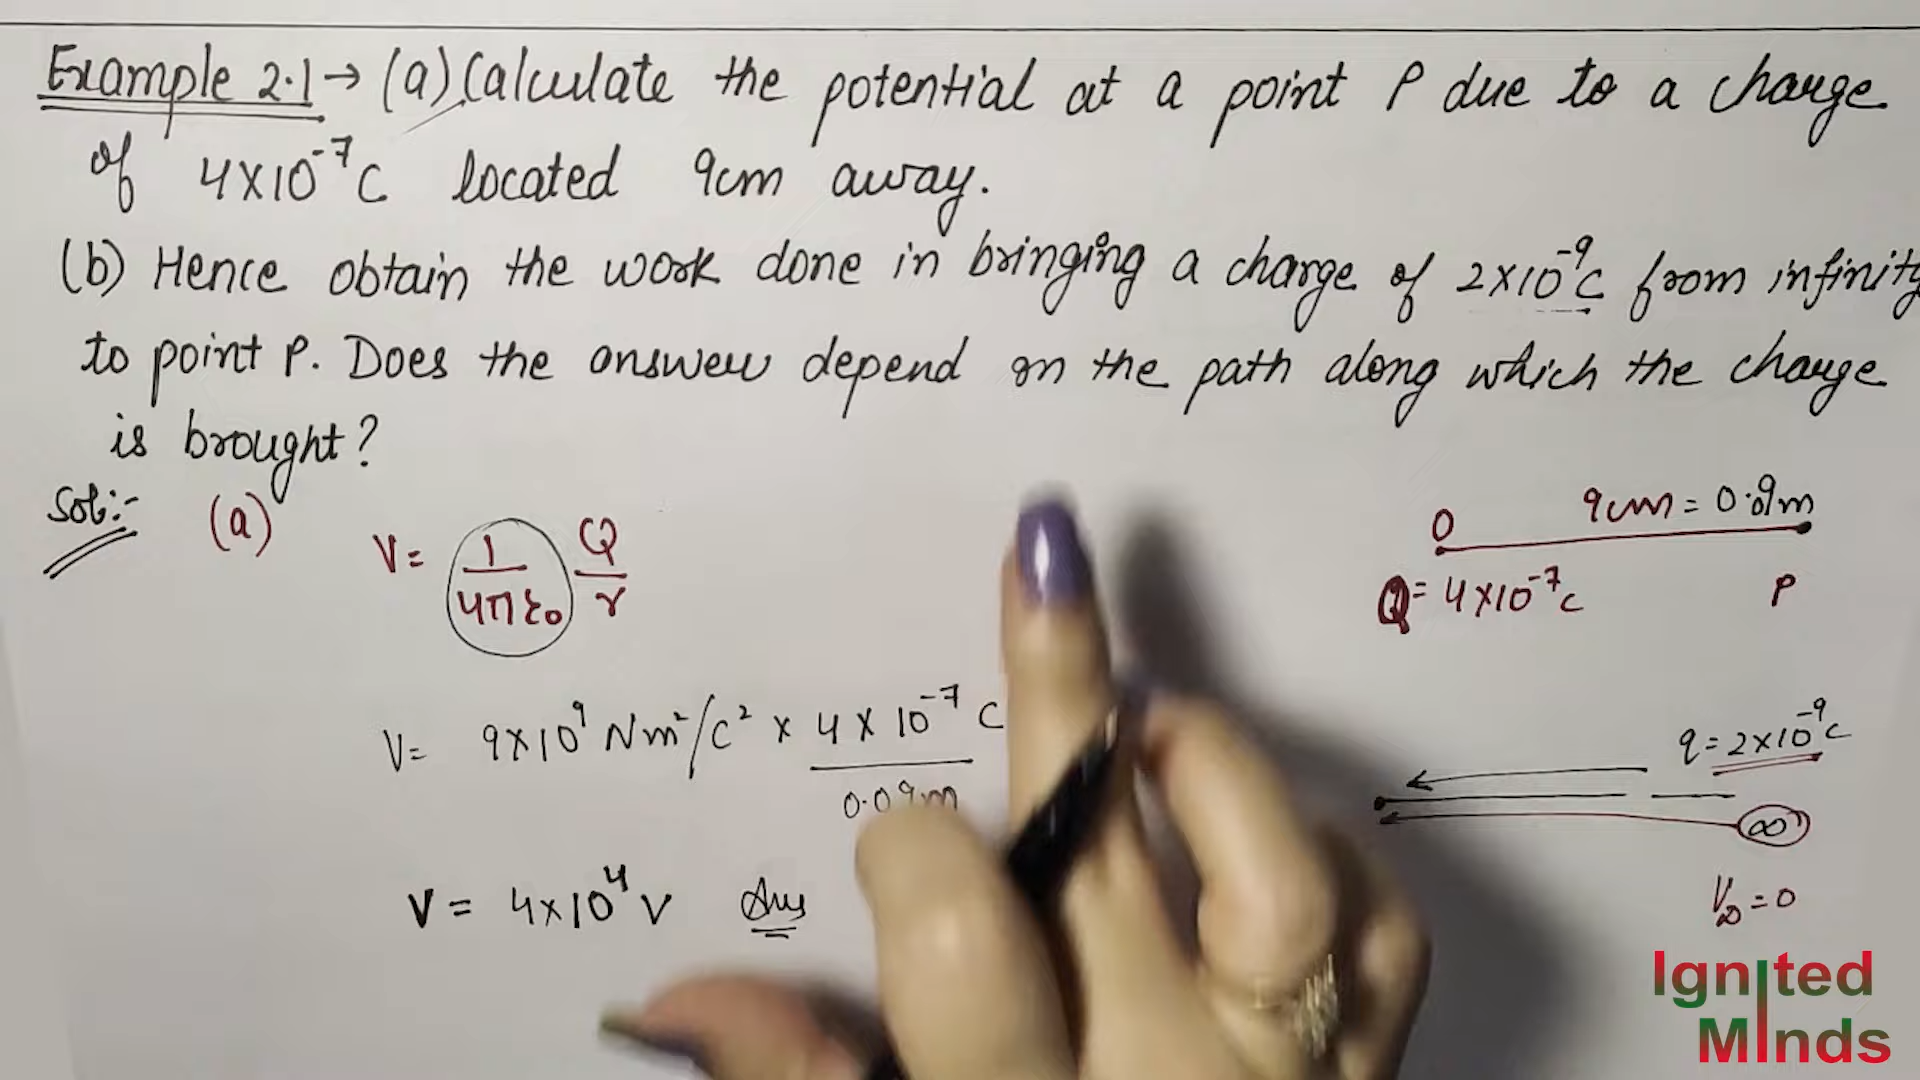 Example 2.1 → (a) Calculate the potential at a point P due to a charge
of 4×10⁻⁷C located 9cm away.
(b) Hence obtain the work done in bringing a charge of 2×10⁻⁹C from infinity
to point P. Does the answer depend on the path along which the charge
is brought?
Sol:- (a)
V = 1/4πε₀ Q/r
9cm = 0.09m
O
Q = 4×10⁻⁷C P
V = 9×10⁹ Nm²/C² × 4×10⁻⁷ C / 0.09m
q = 2×10⁻⁹C
∞
V = 4×10⁴ V Ans
V∞ = 0
Ignited
Minds